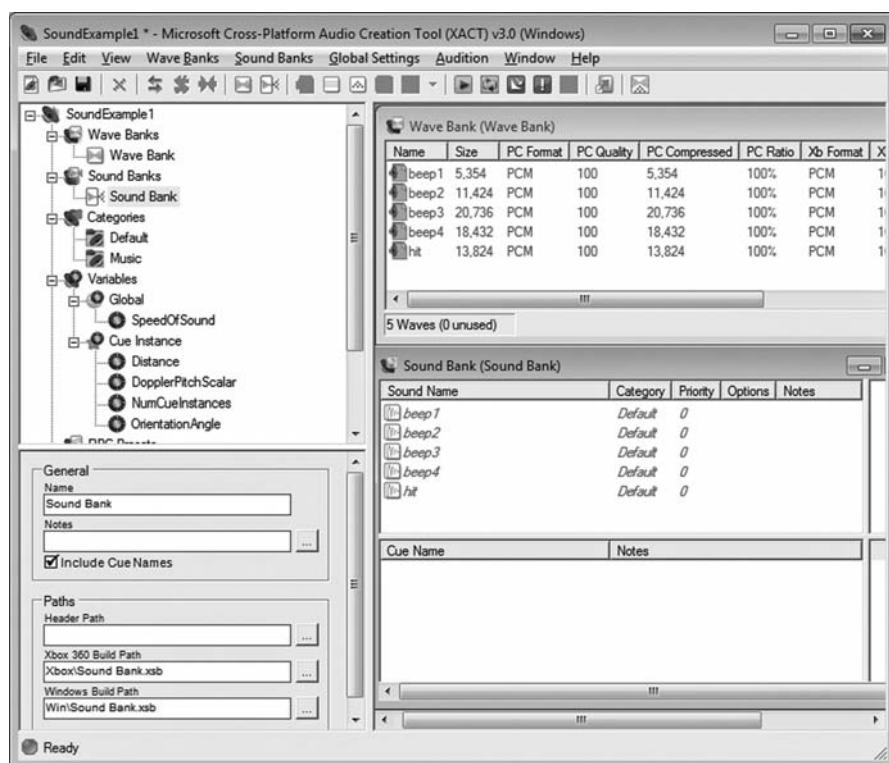 SoundExample1 * - Microsoft Cross-Platform Audio Creation Tool (XACT) v3.0 (Windows)
File Edit View Wave Banks Sound Banks Global Settings Audition Window Help
SoundExample1
Wave Banks
Wave Bank
Sound Banks
Sound Bank
Categories
Default
Music
Variables
Global
SpeedOfSound
Cue Instance
Distance
DopplerPitchScalar
NumCueInstances
OrientationAngle
General
Name
Sound Bank
Notes
...
Include Cue Names
Paths
Header Path
...
Xbox 360 Build Path
Xbox\Sound Bank.xsb
...
Windows Build Path
Win\Sound Bank.xsb
...
Wave Bank (Wave Bank)
Name Size PC Format PC Quality PC Compressed PC Ratio Xb Format X
beep1 5,354 PCM 100 5,354 100% PCM 1
beep2 11,424 PCM 100 11,424 100% PCM 1
beep3 20,736 PCM 100 20,736 100% PCM 1
beep4 18,432 PCM 100 18,432 100% PCM 1
hit 13,824 PCM 100 13,824 100% PCM 1
5 Waves (0 unused)
Sound Bank (Sound Bank)
Sound Name Category Priority Options Notes
beep1 Default 0
beep2 Default 0
beep3 Default 0
beep4 Default 0
hit Default 0
Cue Name Notes
Ready